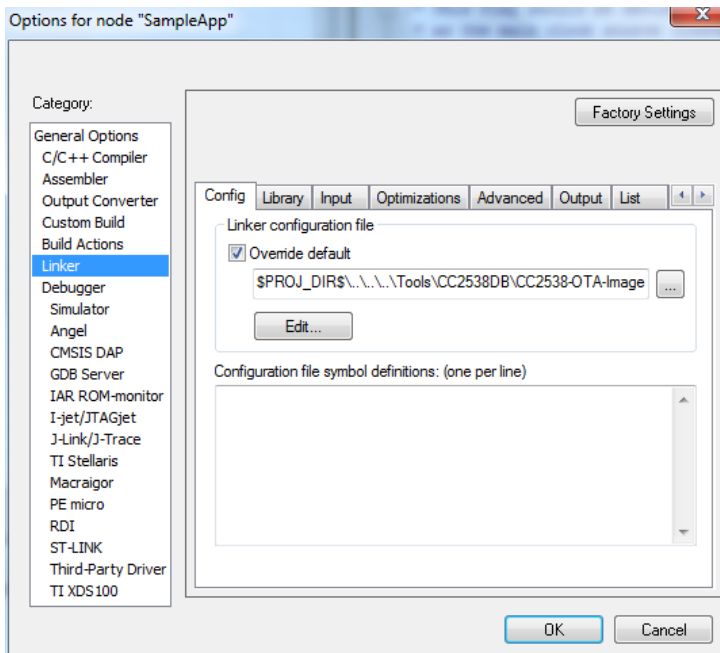 Options for node "SampleApp"
Category:
Factory Settings
General Options
C/C++ Compiler
Assembler
Output Converter
Custom Build
Build Actions
Linker
Debugger
Simulator
Angel
CMSIS DAP
GDB Server
IAR ROM-monitor
I-jet/JTAGjet
J-Link/J-Trace
TI Stellaris
Macraigor
PE micro
RDI
ST-LINK
Third-Party Driver
TI XDS100
Config Library Input Optimizations Advanced Output List
Linker configuration file
Override default
$PROJ_DIR$\..\..\..\Tools\CC2538DB\CC2538-OTA-Image
...
Edit...
Configuration file symbol definitions: (one per line)
OK Cancel